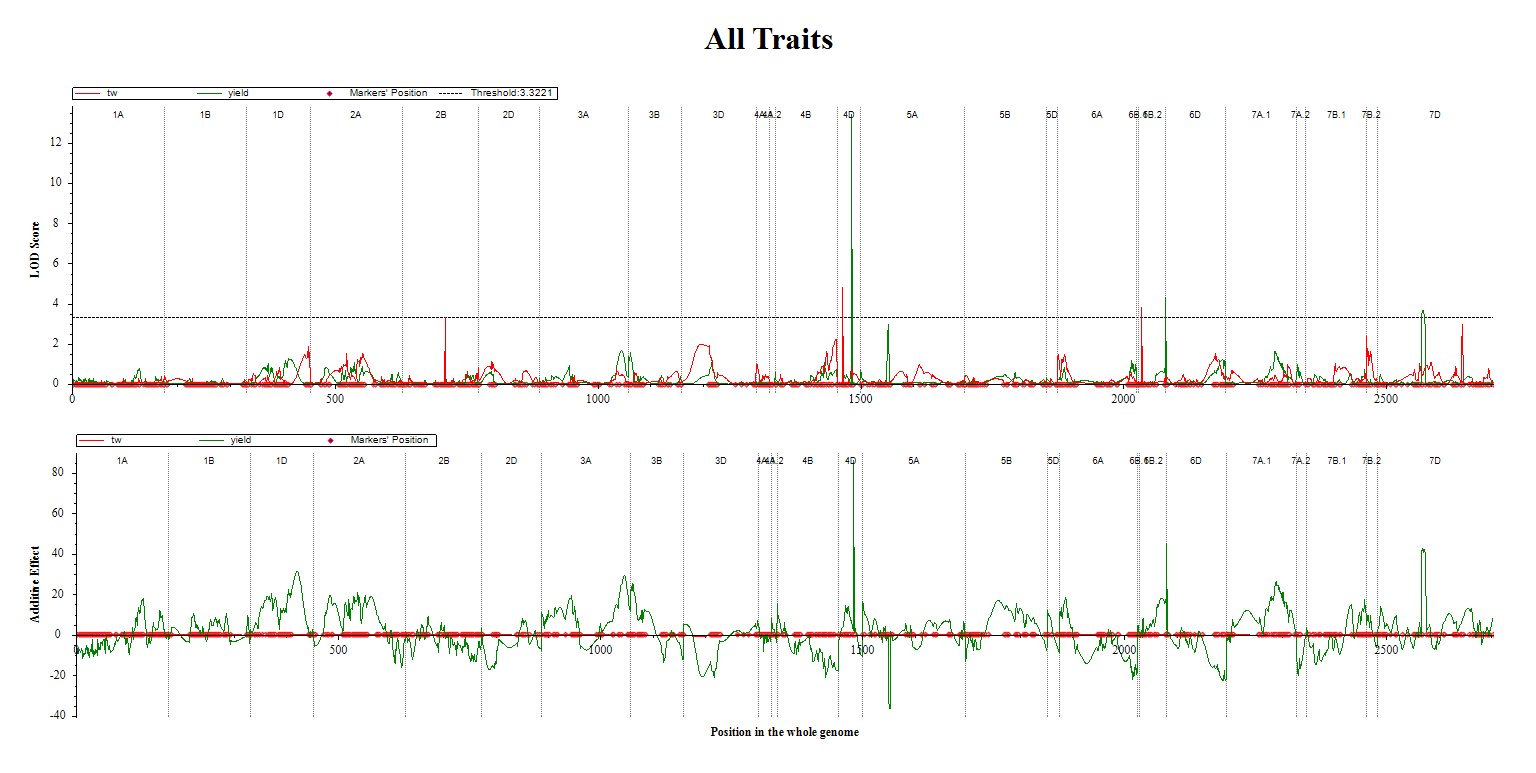 All Traits
tw yield Markers' Position Threshold:3.3221
1A 1B 1D 2A 2B 2D 3A 3B 3D 4A.2 4B 4D 5A 5B 5D 6A 6B.2 6D 7A.1 7A.2 7B.1 7B.2 7D
12
10
8
6
4
2
0
LOD Score
0 500 1000 1500 2000 2500
tw yield Markers' Position
1A 1B 1D 2A 2B 2D 3A 3B 3D 4A.2 4B 4D 5A 5B 5D 6A 6B.2 6D 7A.1 7A.2 7B.1 7B.2 7D
80
60
40
20
0
-20
-40
Additive Effect
0 500 1000 1500 2000 2500
Position in the whole genome